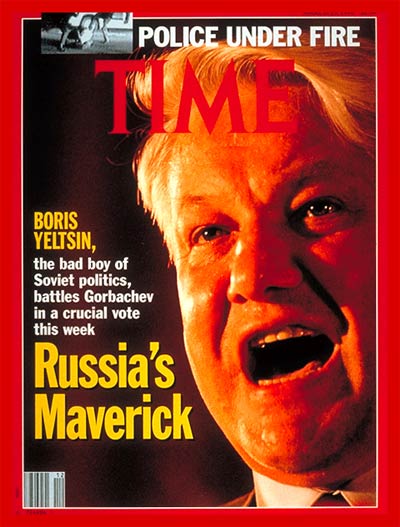 POLICE UNDER FIRE
TIME
BORIS
YELTSIN,
the bad boy of
Soviet politics,
battles Gorbachev
in a crucial vote
this week
Russia's
Maverick
12